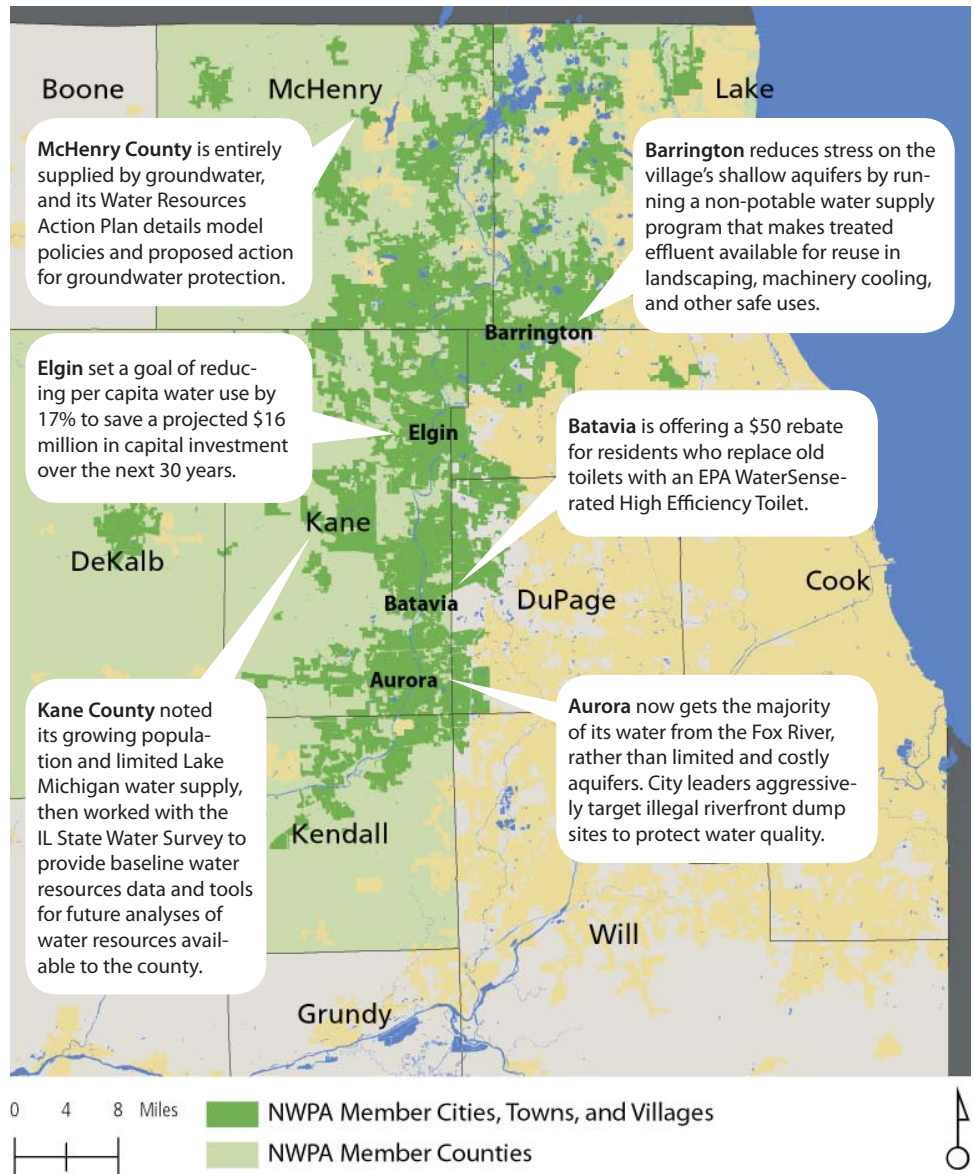 Boone
McHenry
Lake
McHenry County is entirely
supplied by groundwater,
and its Water Resources
Action Plan details model
policies and proposed action
for groundwater protection.
Barrington reduces stress on the
village's shallow aquifers by run-
ning a non-potable water supply
program that makes treated
effluent available for reuse in
landscaping, machinery cooling,
and other safe uses.
Barrington
Elgin set a goal of reduc-
ing per capita water use by
17% to save a projected $16
million in capital investment
over the next 30 years.
Elgin
Batavia is offering a $50 rebate
for residents who replace old
toilets with an EPA WaterSense-
rated High Efficiency Toilet.
Kane
DeKalb
Batavia
DuPage
Cook
Aurora
Kane County noted
its growing popula-
tion and limited Lake
Michigan water supply,
then worked with the
IL State Water Survey to
provide baseline water
resources data and tools
for future analyses of
water resources avail-
able to the county.
Aurora now gets the majority
of its water from the Fox River,
rather than limited and costly
aquifers. City leaders aggressive-
ly target illegal riverfront dump
sites to protect water quality.
Kendall
Will
Grundy
0 4 8 Miles
NWPA Member Cities, Towns, and Villages
NWPA Member Counties